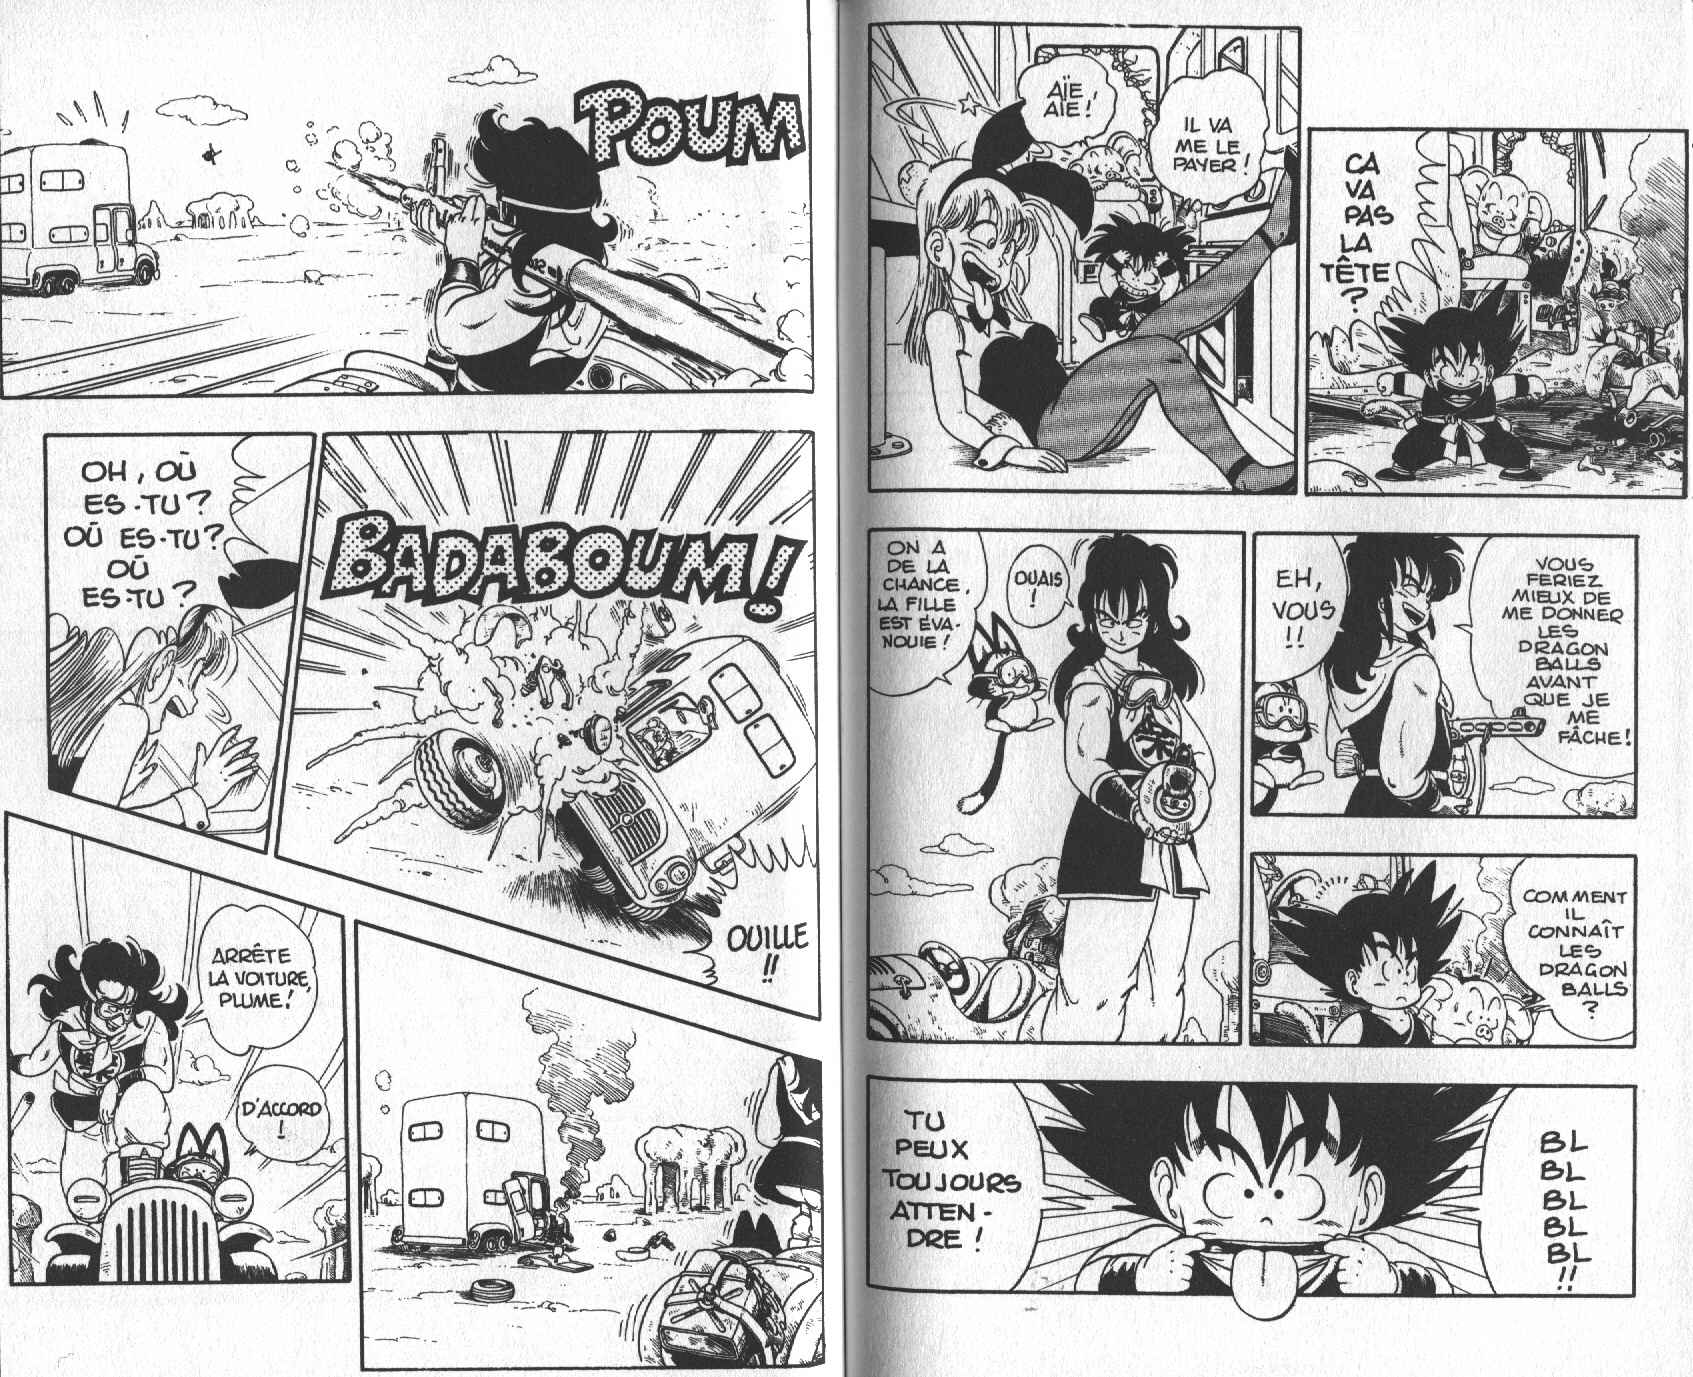 POUM
OH, OÙ
ES-TU?
OÙ ES-TU?
OÙ
ES-TU?
BADABOUM!
OUILLE
!!
ARRÊTE
LA VOITURE,
PLUME!
D'ACCORD
!
AÏE
AÏE!
IL VA
ME LE
PAYER!
CA
VA
PAS
LA
TÊTE
?
ON A
DE LA
CHANCE,
LA FILLE
EST ÉVA-
NOUIE!
OUAIS
!
EH,
VOUS
!!
VOUS
FERIEZ
MIEUX DE
ME DONNER
LES
DRAGON
BALLS
AVANT
QUE JE
ME
FÂCHE!
COMMENT
IL
CONNAÎT
LES
DRAGON
BALLS
?
TU
PEUX
TOUJOURS
ATTEN-
DRE!
BL
BL
BL
BL
BL
!!